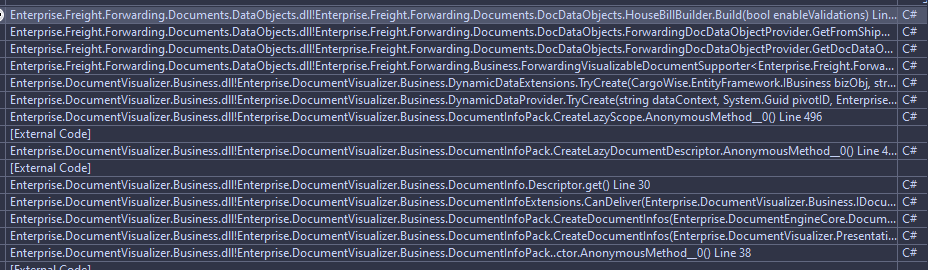 Enterprise.Freight.Forwarding.Documents.DataObjects.dll!Enterprise.Freight.Forwarding.Documents.DocDataObjects.HouseBillBuilder.Build(bool enableValidations) Lin... C#
Enterprise.Freight.Forwarding.Documents.DataObjects.dll!Enterprise.Freight.Forwarding.Documents.DocDataObjects.ForwardingDocDataObjectProvider.GetFromShip... C#
Enterprise.Freight.Forwarding.Documents.DataObjects.dll!Enterprise.Freight.Forwarding.Documents.DocDataObjects.ForwardingDocDataObjectProvider.GetDocDataO... C#
Enterprise.Freight.Forwarding.Business.dll!Enterprise.Freight.Forwarding.Business.ForwardingVisualizableDocumentSupporter<Enterprise.Freight.Forwa... C#
Enterprise.DocumentVisualizer.Business.dll!Enterprise.DocumentVisualizer.Business.DynamicDataExtensions.TryCreate(CargoWise.EntityFramework.IBusiness bizObj, str... C#
Enterprise.DocumentVisualizer.Business.dll!Enterprise.DocumentVisualizer.Business.DynamicDataProvider.TryCreate(string dataContext, System.Guid pivotID, Enterprise... C#
Enterprise.DocumentVisualizer.Business.dll!Enterprise.DocumentVisualizer.Business.DocumentInfoPack.CreateLazyScope.AnonymousMethod__0() Line 496 C#
[External Code]
Enterprise.DocumentVisualizer.Business.dll!Enterprise.DocumentVisualizer.Business.DocumentInfoPack.CreateLazyDocumentDescriptor.AnonymousMethod__0() Line 4... C#
[External Code]
Enterprise.DocumentVisualizer.Business.dll!Enterprise.DocumentVisualizer.Business.DocumentInfo.Descriptor.get() Line 30 C#
Enterprise.DocumentVisualizer.Business.dll!Enterprise.DocumentVisualizer.Business.DocumentInfoExtensions.CanDeliver(Enterprise.DocumentVisualizer.Business.IDocu... C#
Enterprise.DocumentVisualizer.Business.dll!Enterprise.DocumentVisualizer.Business.DocumentInfoPack.CreateDocumentInfos(Enterprise.DocumentEngineCore.Docum... C#
Enterprise.DocumentVisualizer.Business.dll!Enterprise.DocumentVisualizer.Business.DocumentInfoPack.CreateDocumentInfos(Enterprise.DocumentVisualizer.Presentati... C#
Enterprise.DocumentVisualizer.Business.dll!Enterprise.DocumentVisualizer.Business.DocumentInfoPack..ctor.AnonymousMethod__0() Line 38 C#
[External Code]